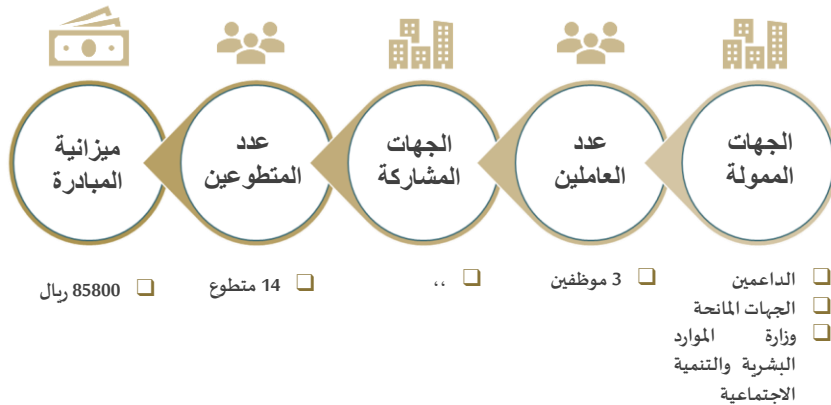 الجهات
الممولة
عدد
العاملين
الجهات
المشاركة
عدد
المتطوعين
ميزانية
المبادرة
❑ الداعمين
❑ الجهات المانحة
❑ وزارة الموارد
البشرية والتنمية
الاجتماعية
❑ 3 موظفين
❑ ،،
❑ 14 متطوع
❑ 85800 ريال